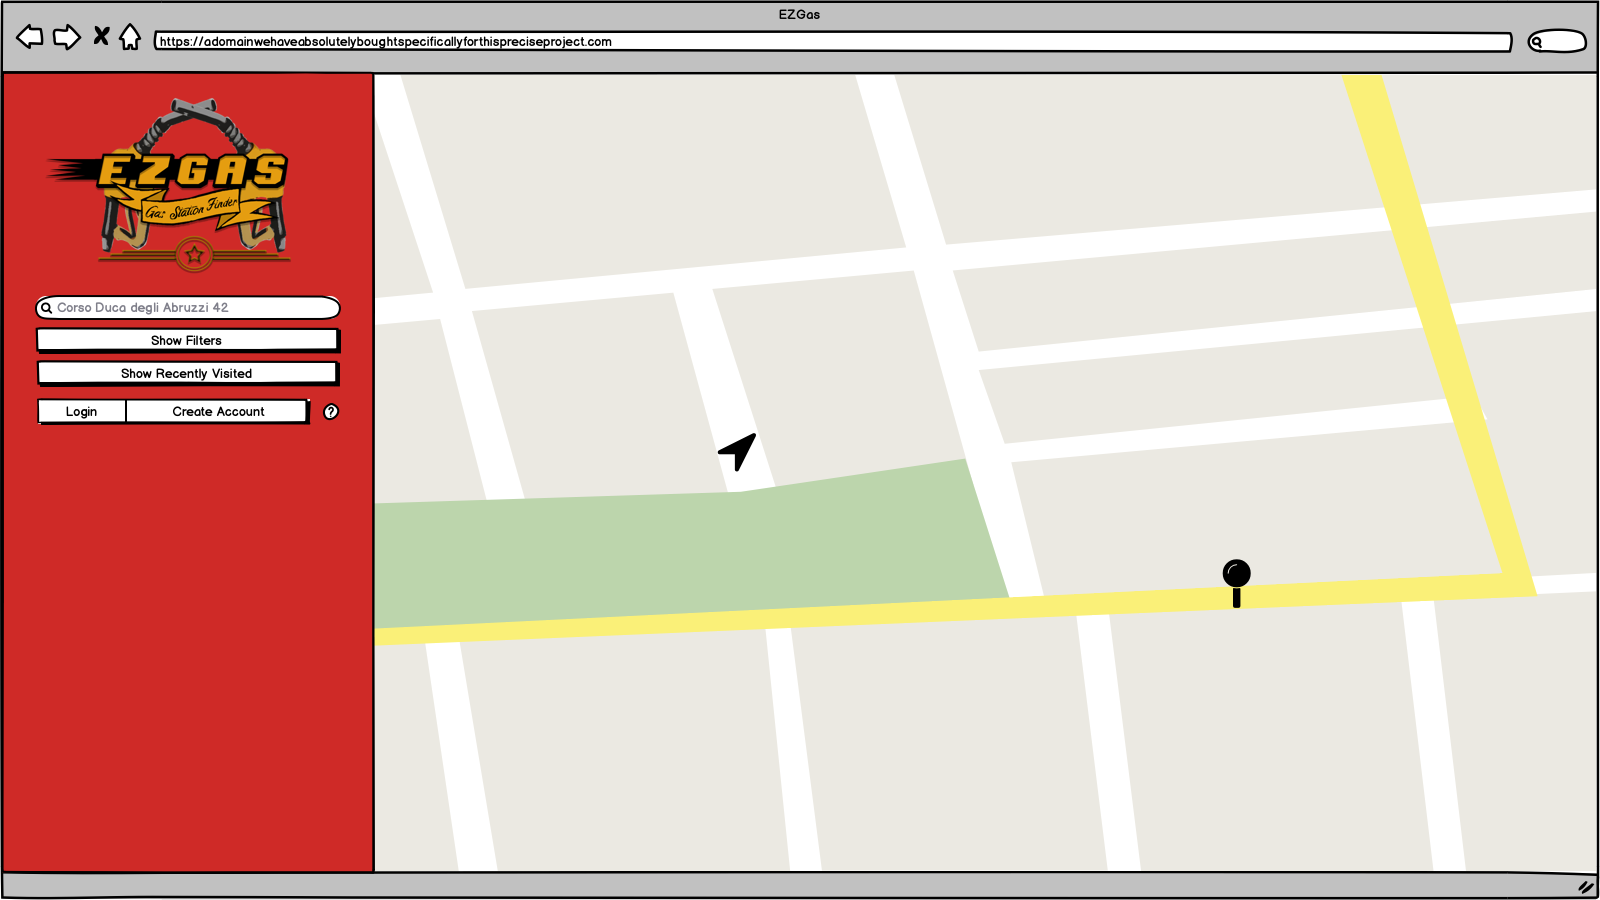 EZGas
https://adomainwehaveabsolutelyboughtspecificallyforthispreciseproject.com
EZGAS
Gas Station Finder
Corso Duca degli Abruzzi 42
Show Filters
Show Recently Visited
Login Create Account ?